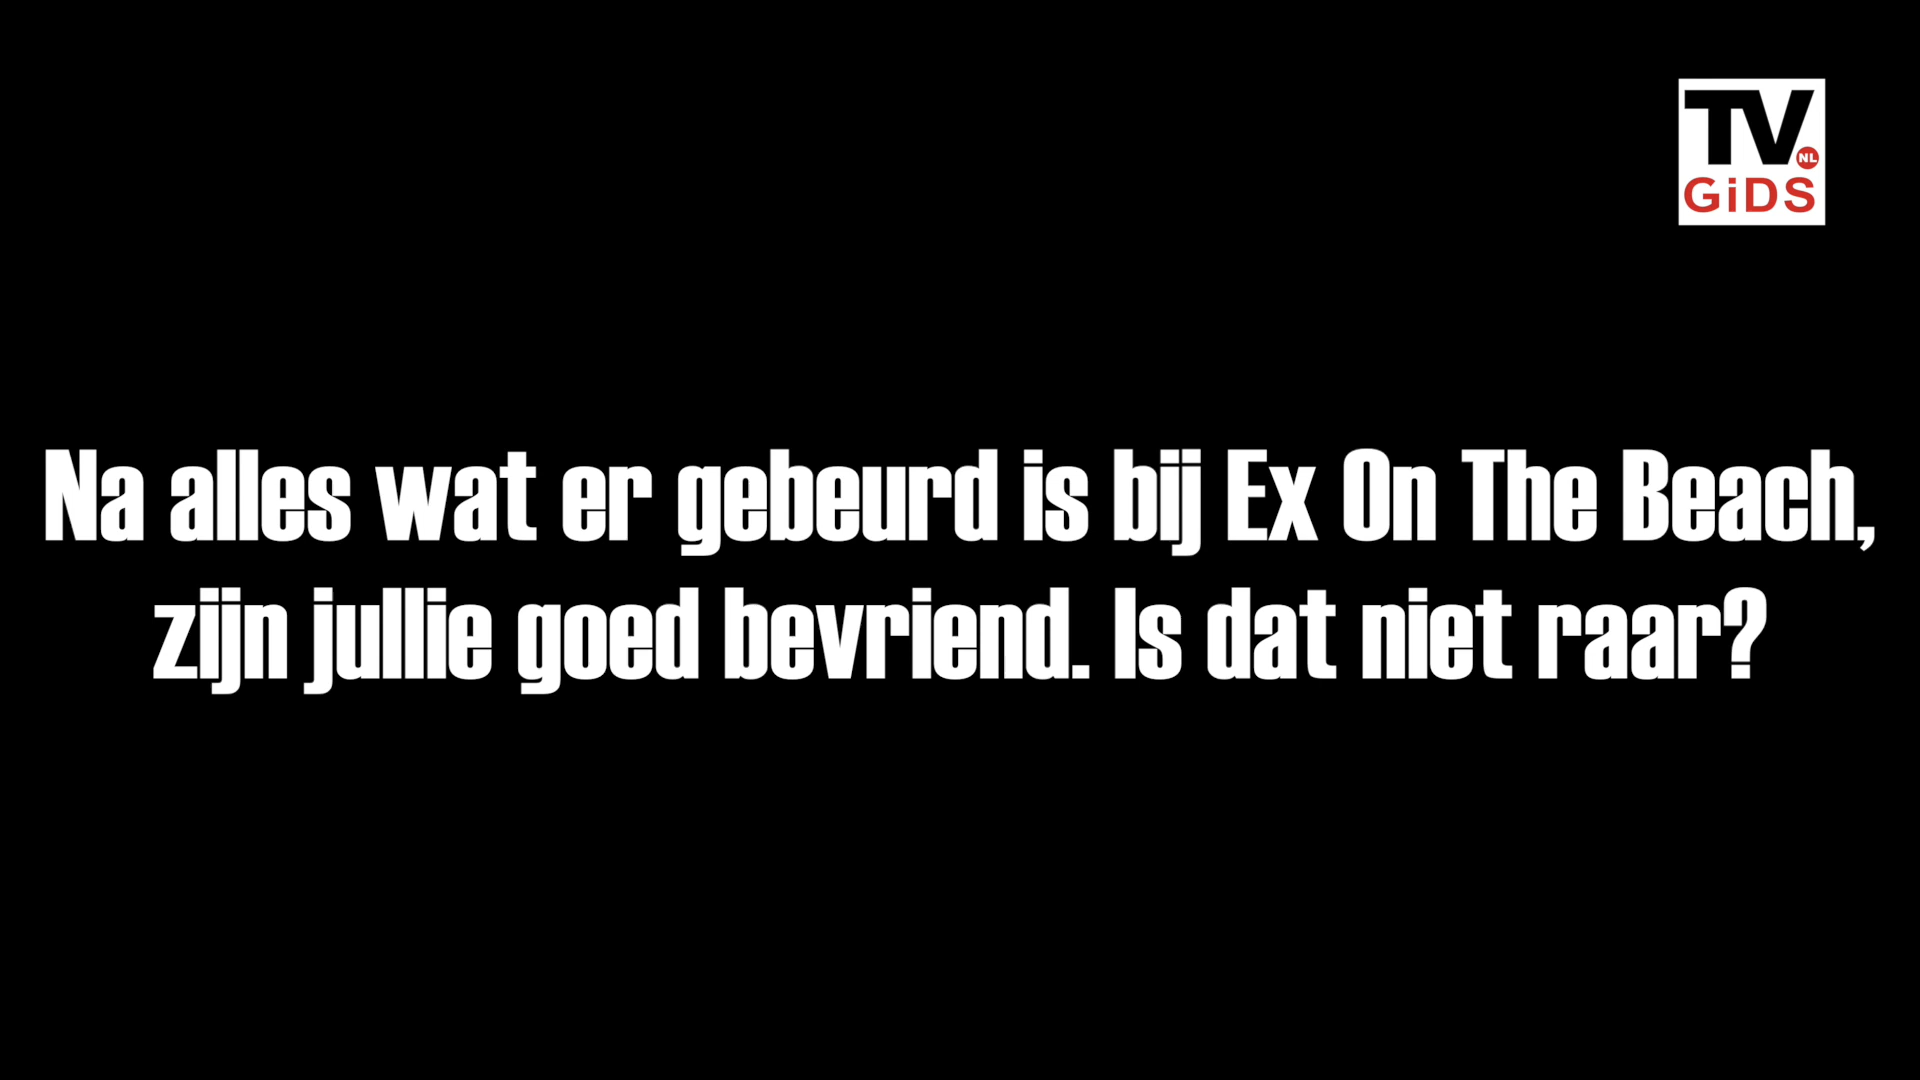 TV
NL
GiDS
Na alles wat er gebeurd is bij Ex On The Beach,
zijn jullie goed bevriend. Is dat niet raar?